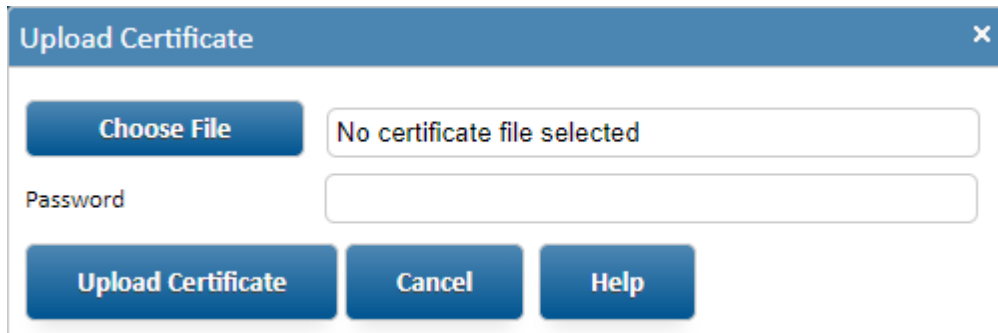 Upload Certificate ×
Choose File No certificate file selected
Password
Upload Certificate Cancel Help